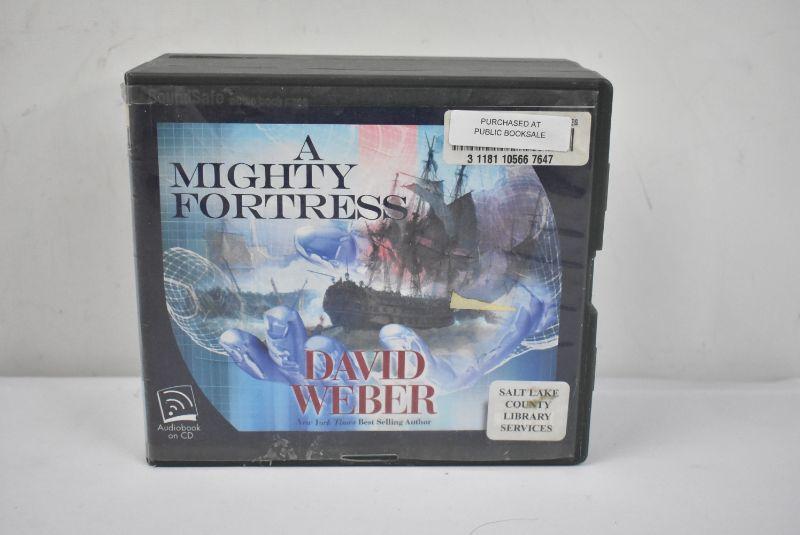 SoundSafe
PURCHASED AT
PUBLIC BOOKSALE
3 1181 10566 7647
A
MIGHTY
FORTRESS
DAVID
WEBER
New York Times Best Selling Author
Audiobook
on CD
SALT LAKE
COUNTY
LIBRARY
SERVICES